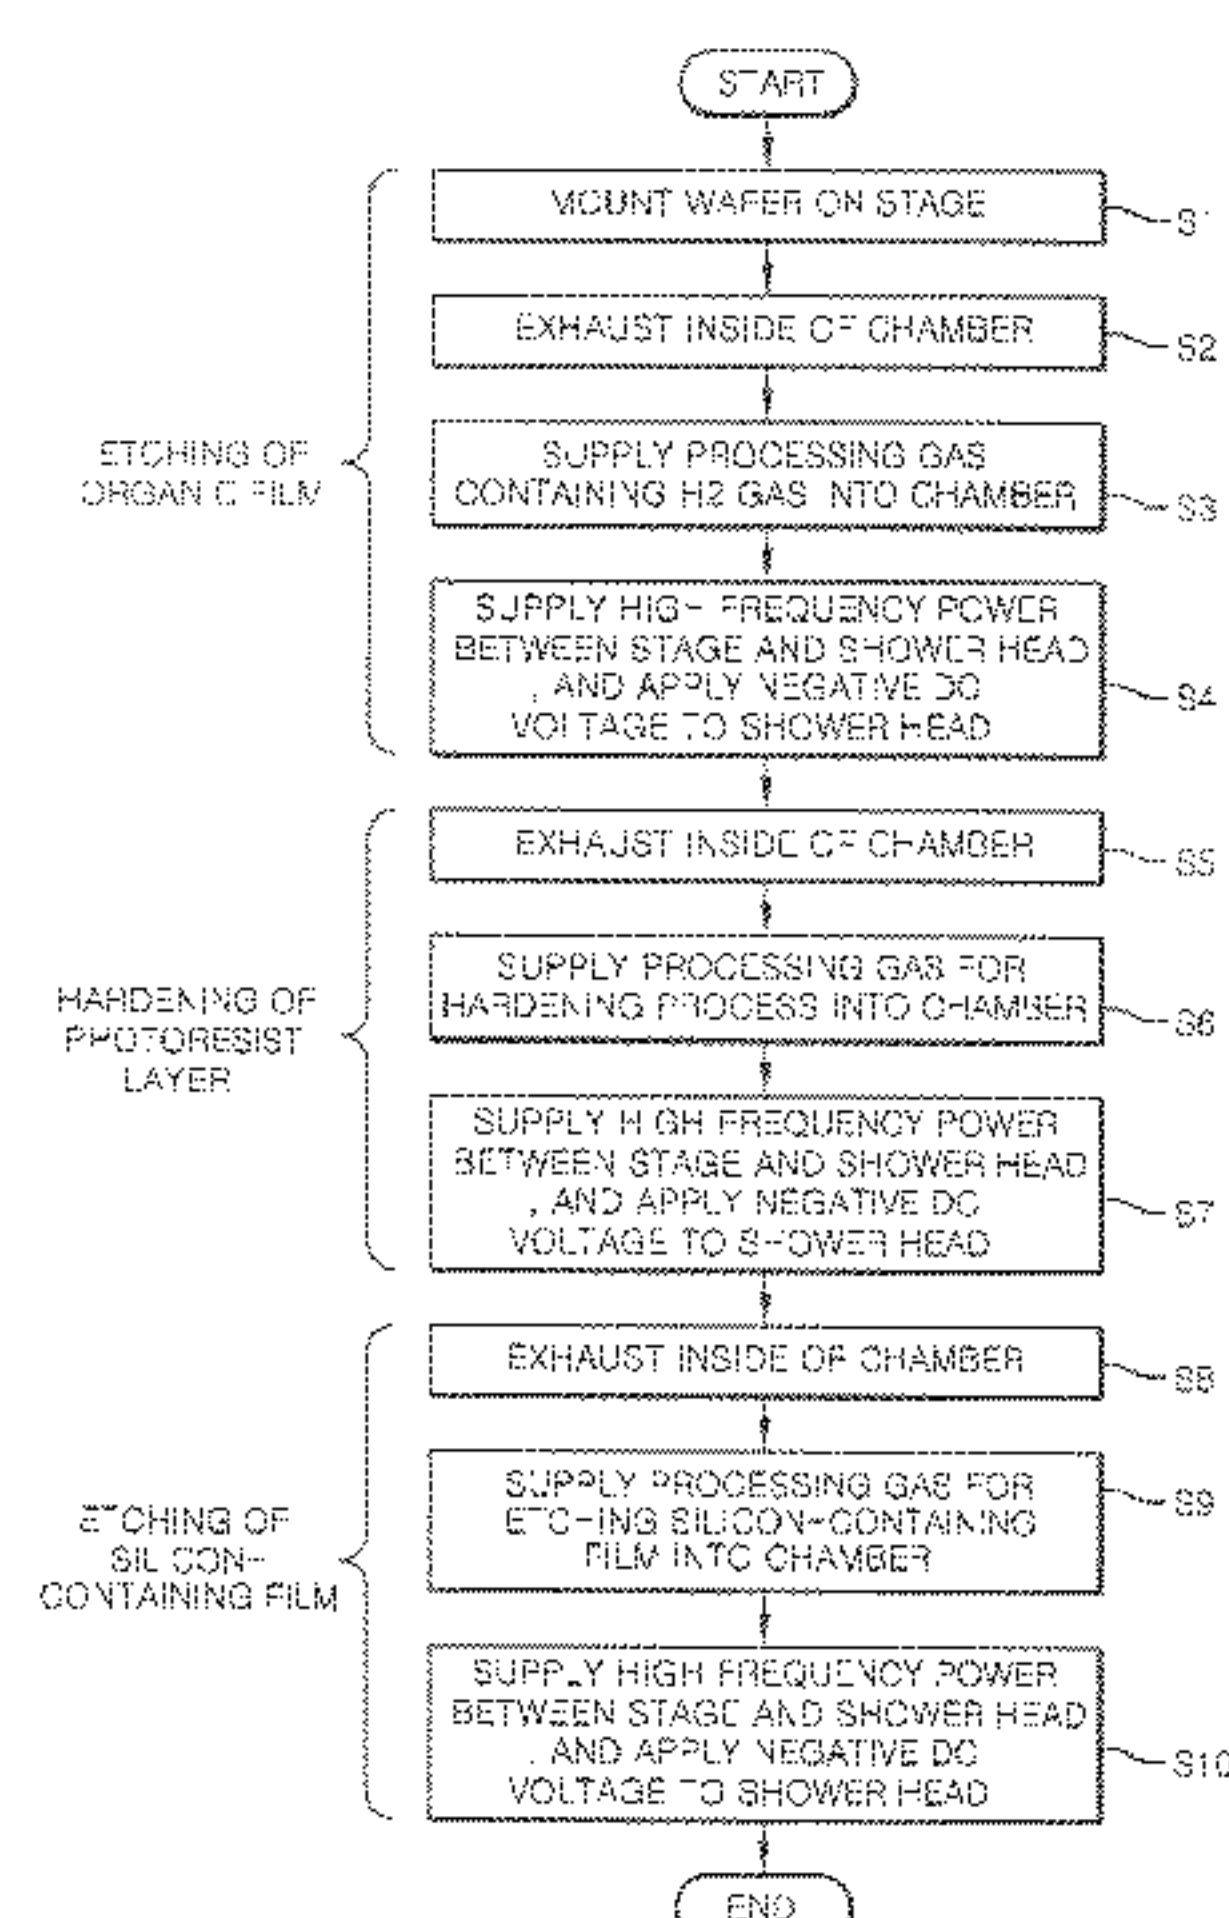 START
MOUNT WAFER ON STAGE
S1
EXHAUST INSIDE OF CHAMBER
S2
ETCHING OF
ORGANIC FILM
SUPPLY PROCESSING GAS
CONTAINING H2 GAS INTO CHAMBER
S3
SUPPLY HIGH FREQUENCY POWER
BETWEEN STAGE AND SHOWER HEAD
, AND APPLY NEGATIVE DC
VOLTAGE TO SHOWER HEAD
S4
EXHAUST INSIDE OF CHAMBER
S5
HARDENING OF
PHOTORESIST
LAYER
SUPPLY PROCESSING GAS FOR
HARDENING PROCESS INTO CHAMBER
S6
SUPPLY HIGH FREQUENCY POWER
BETWEEN STAGE AND SHOWER HEAD
, AND APPLY NEGATIVE DC
VOLTAGE TO SHOWER HEAD
S7
EXHAUST INSIDE OF CHAMBER
S8
ETCHING OF
SILICON-
CONTAINING FILM
SUPPLY PROCESSING GAS FOR
ETCHING SILICON-CONTAINING
FILM INTO CHAMBER
S9
SUPPLY HIGH FREQUENCY POWER
BETWEEN STAGE AND SHOWER HEAD
, AND APPLY NEGATIVE DC
VOLTAGE TO SHOWER HEAD
S10
END